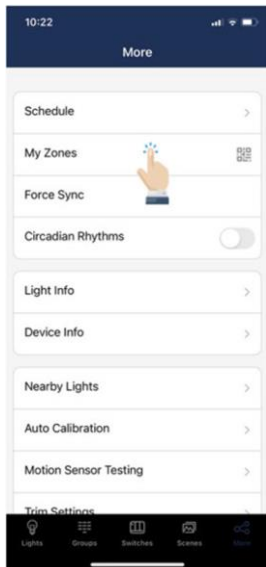 10:22
More
Schedule
My Zones
Force Sync
Circadian Rhythms
Light Info
Device Info
Nearby Lights
Auto Calibration
Motion Sensor Testing
Trim Settings
Lights Groups Switches Scenes More